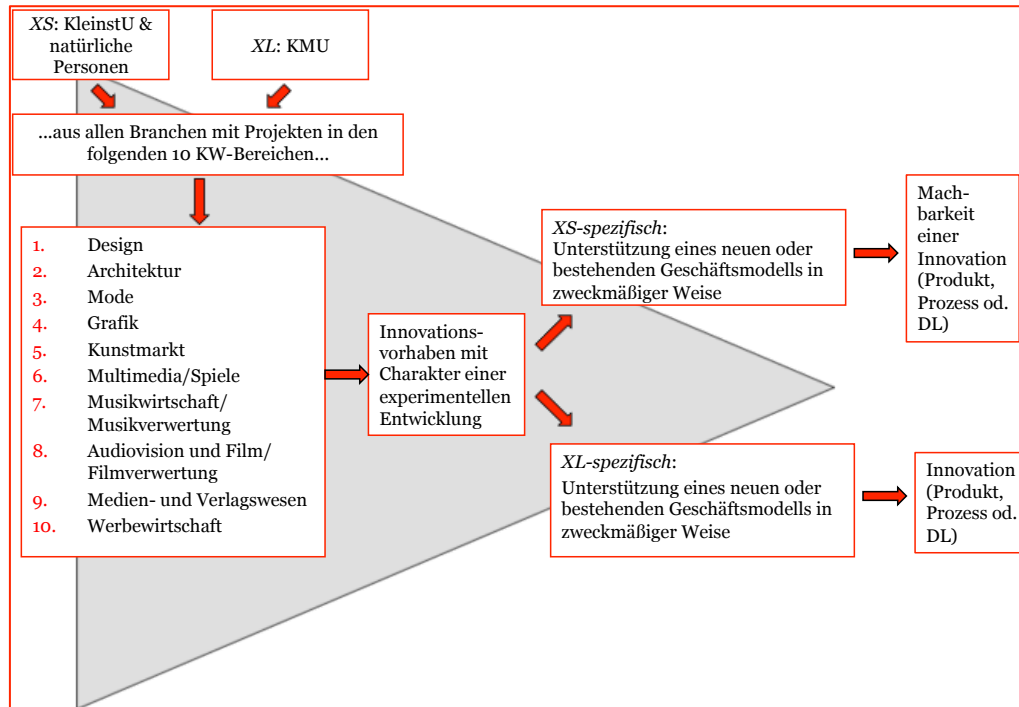 XS: KleinstU &
natürliche
Personen
XL: KMU
...aus allen Branchen mit Projekten in den
folgenden 10 KW-Bereichen...
1. Design
2. Architektur
3. Mode
4. Grafik
5. Kunstmarkt
6. Multimedia/Spiele
7. Musikwirtschaft/
Musikverwertung
8. Audiovision und Film/
Filmverwertung
9. Medien- und Verlagswesen
10. Werbewirtschaft
Innovations-
vorhaben mit
Charakter einer
experimentellen
Entwicklung
XS-spezifisch:
Unterstützung eines neuen oder
bestehenden Geschäftsmodells in
zweckmäßiger Weise
Mach-
barkeit
einer
Innovation
(Produkt,
Prozess od.
DL)
XL-spezifisch:
Unterstützung eines neuen oder
bestehenden Geschäftsmodells in
zweckmäßiger Weise
Innovation
(Produkt,
Prozess od.
DL)